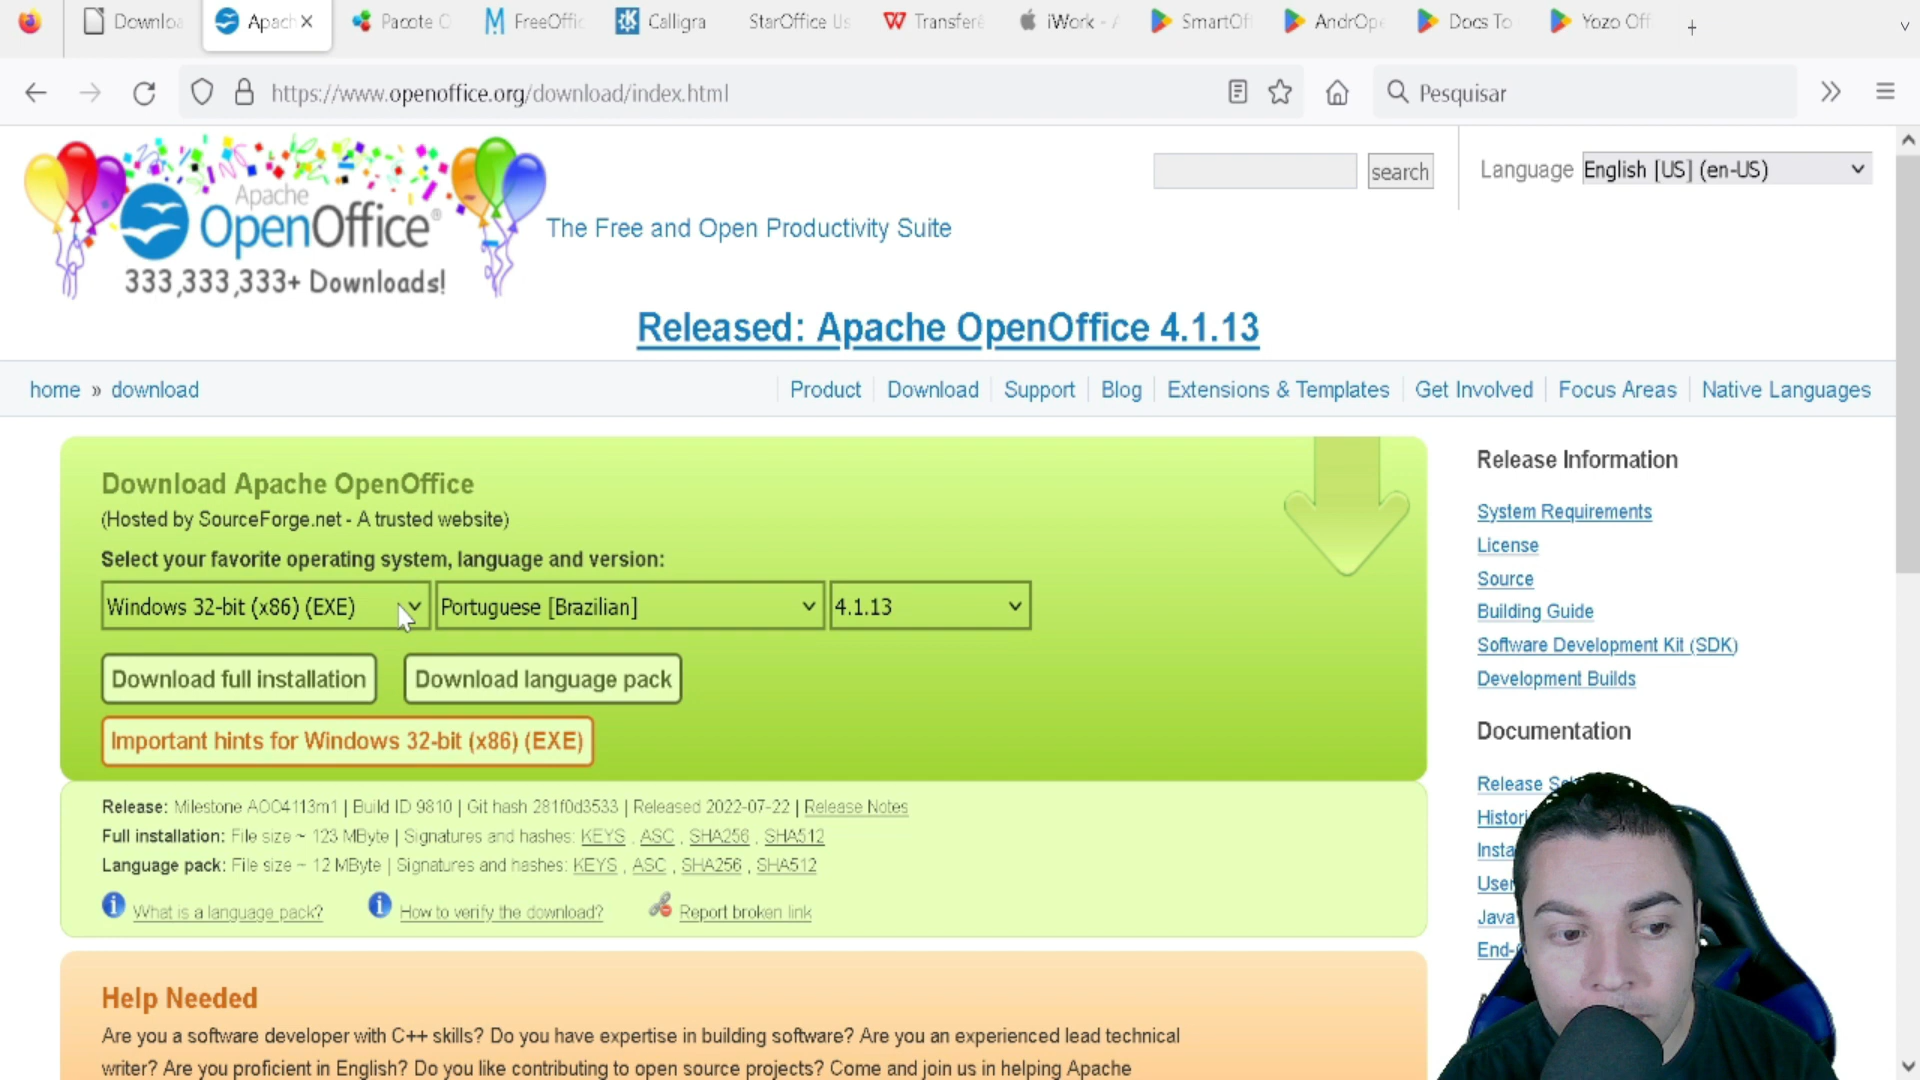 Downloa
Apach
Pacote O
FreeOffic
Calligra
StarOffice Us
Transferê
iWork - A
SmartOf
AndrOpe
Docs To
Yozo Off
https://www.openoffice.org/download/index.html
Pesquisar
Apache
OpenOffice®
333,333,333+ Downloads!
The Free and Open Productivity Suite
search
Language
English [US] (en-US)
Released: Apache OpenOffice 4.1.13
home » download
Product
Download
Support
Blog
Extensions & Templates
Get Involved
Focus Areas
Native Languages
Download Apache OpenOffice
(Hosted by SourceForge.net - A trusted website)
Select your favorite operating system, language and version:
Windows 32-bit (x86) (EXE)
Portuguese [Brazilian]
4.1.13
Download full installation
Download language pack
Important hints for Windows 32-bit (x86) (EXE)
Release: Milestone AOO4113m1 | Build ID 9810 | Git hash 281f0d3533 | Released 2022-07-22 | Release Notes
Full installation: File size ~ 123 MByte | Signatures and hashes: KEYS , ASC , SHA256 , SHA512
Language pack: File size ~ 12 MByte | Signatures and hashes: KEYS , ASC , SHA256 , SHA512
What is a language pack?
How to verify the download?
Report broken link
Help Needed
Are you a software developer with C++ skills? Do you have expertise in building software? Are you an experienced lead technical
writer? Are you proficient in English? Do you like contributing to open source projects? Come and join us in helping Apache
Release Information
System Requirements
License
Source
Building Guide
Software Development Kit (SDK)
Development Builds
Documentation
Release
Histori
Insta
User
Java
End-